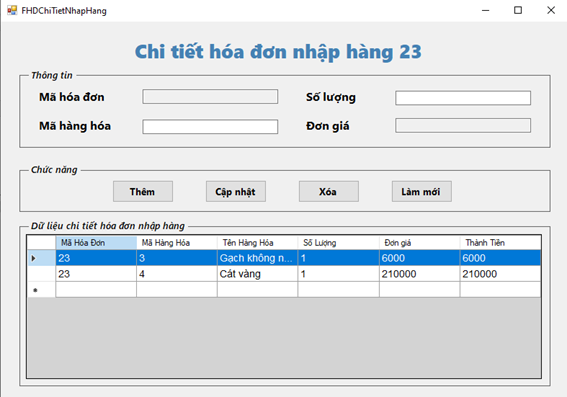 FHDChiTietNhapHang
Chi tiết hóa đơn nhập hàng 23
Thông tin
Mã hóa đơn Số lượng
Mã hàng hóa Đơn giá
Chức năng
Thêm Cập nhật Xóa Làm mới
Dữ liệu chi tiết hóa đơn nhập hàng
Mã Hóa Đơn Mã Hàng Hóa Tên Hàng Hóa Số Lượng Đơn giá Thành Tiền
23 3 Gạch không n... 1 6000 6000
23 4 Cát vàng 1 210000 210000